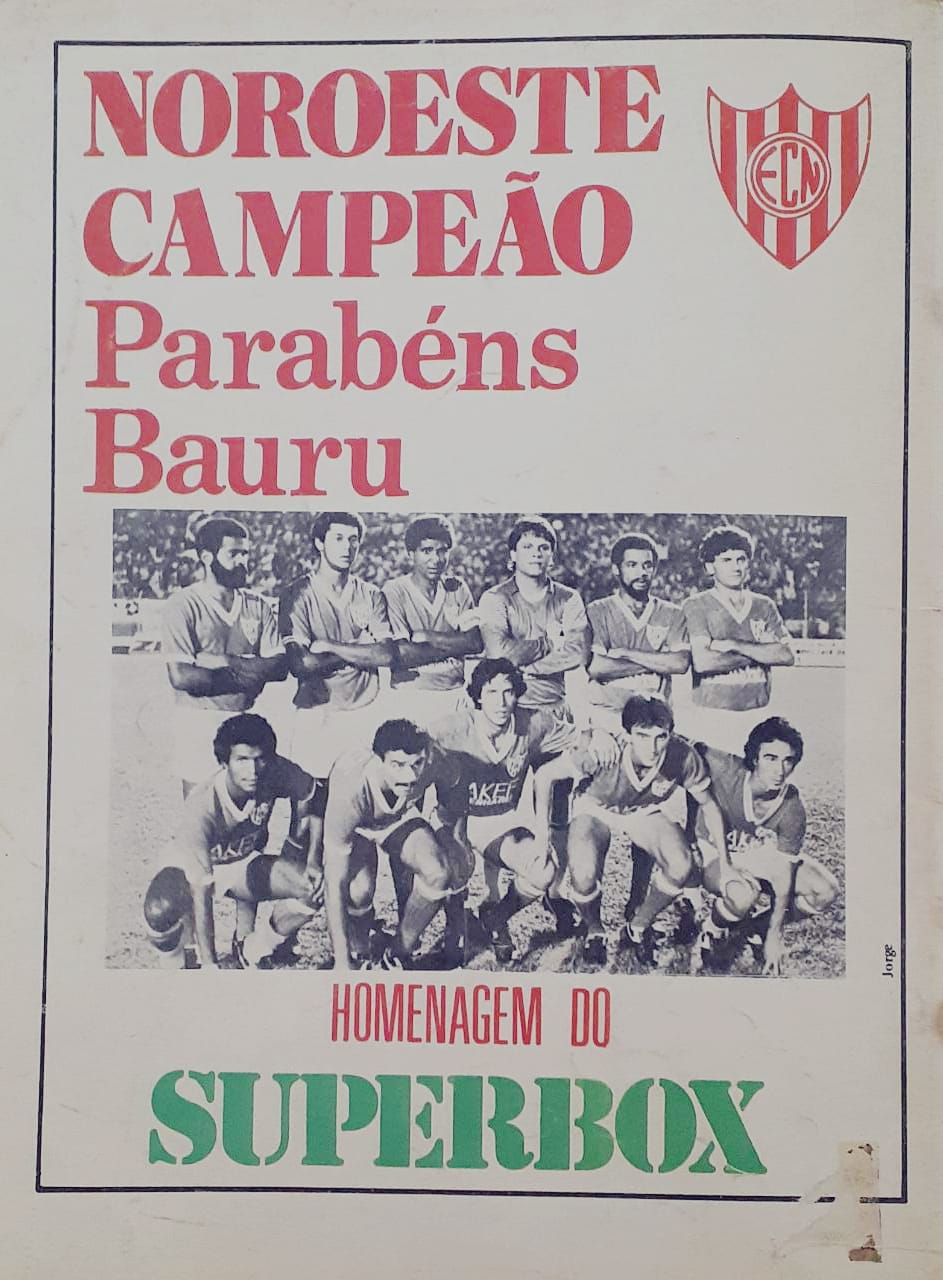 NOROESTE
CAMPEÃO
Parabéns
Bauru
ECN
Jorge
HOMENAGEM DO
SUPERBOX